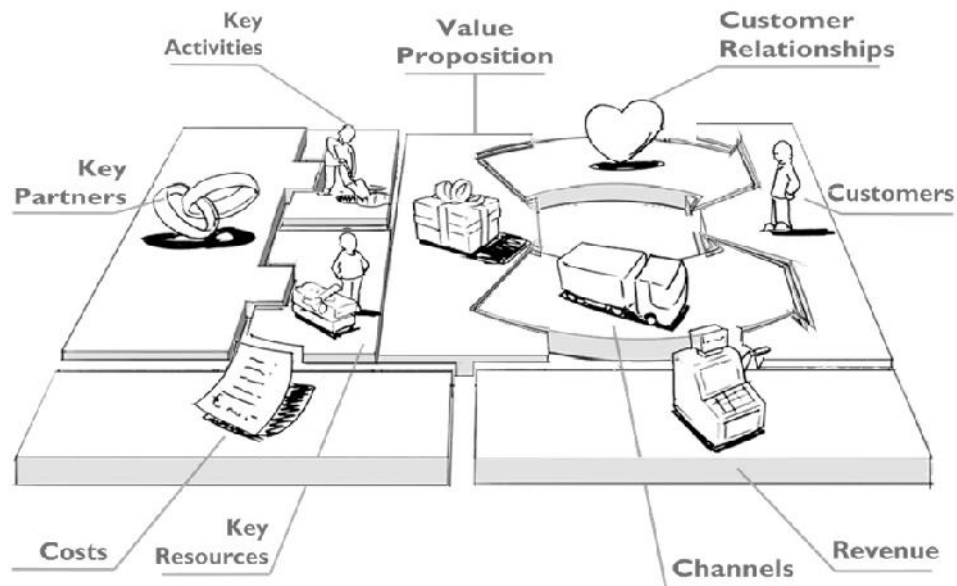 Key
Activities
Value
Proposition
Customer
Relationships
Key
Partners
Customers
Costs
Key
Resources
Channels
Revenue